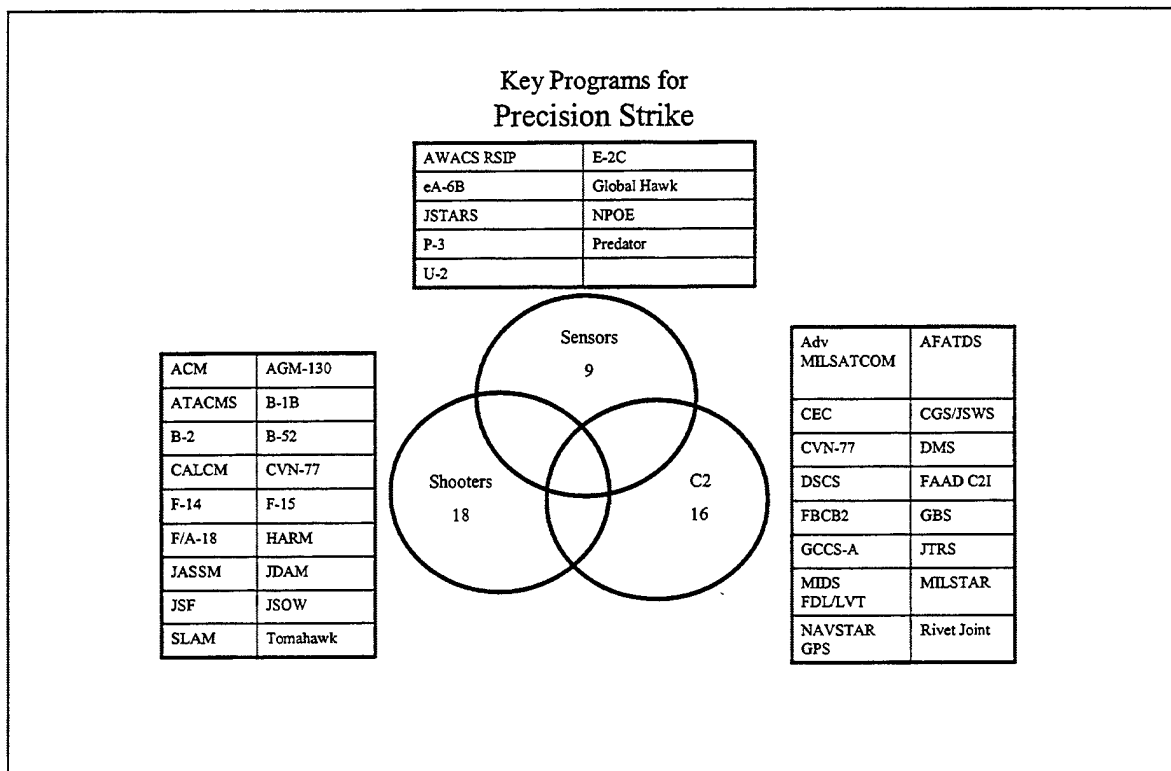 Key Programs for
Precision Strike
AWACS RSIP E-2C
eA-6B Global Hawk
JSTARS NPOE
P-3 Predator
U-2
Sensors
9
Shooters
18
C2
16
ACM AGM-130
ATACMS B-1B
B-2 B-52
CALCM CVN-77
F-14 F-15
F/A-18 HARM
JASSM JDAM
JSF JSOW
SLAM Tomahawk
Adv AFATDS
MILSATCOM
CEC CGS/JSWS
CVN-77 DMS
DSCS FAAD C2I
FBCB2 GBS
GCCS-A JTRS
MIDS MILSTAR
FDL/LVT
NAVSTAR Rivet Joint
GPS